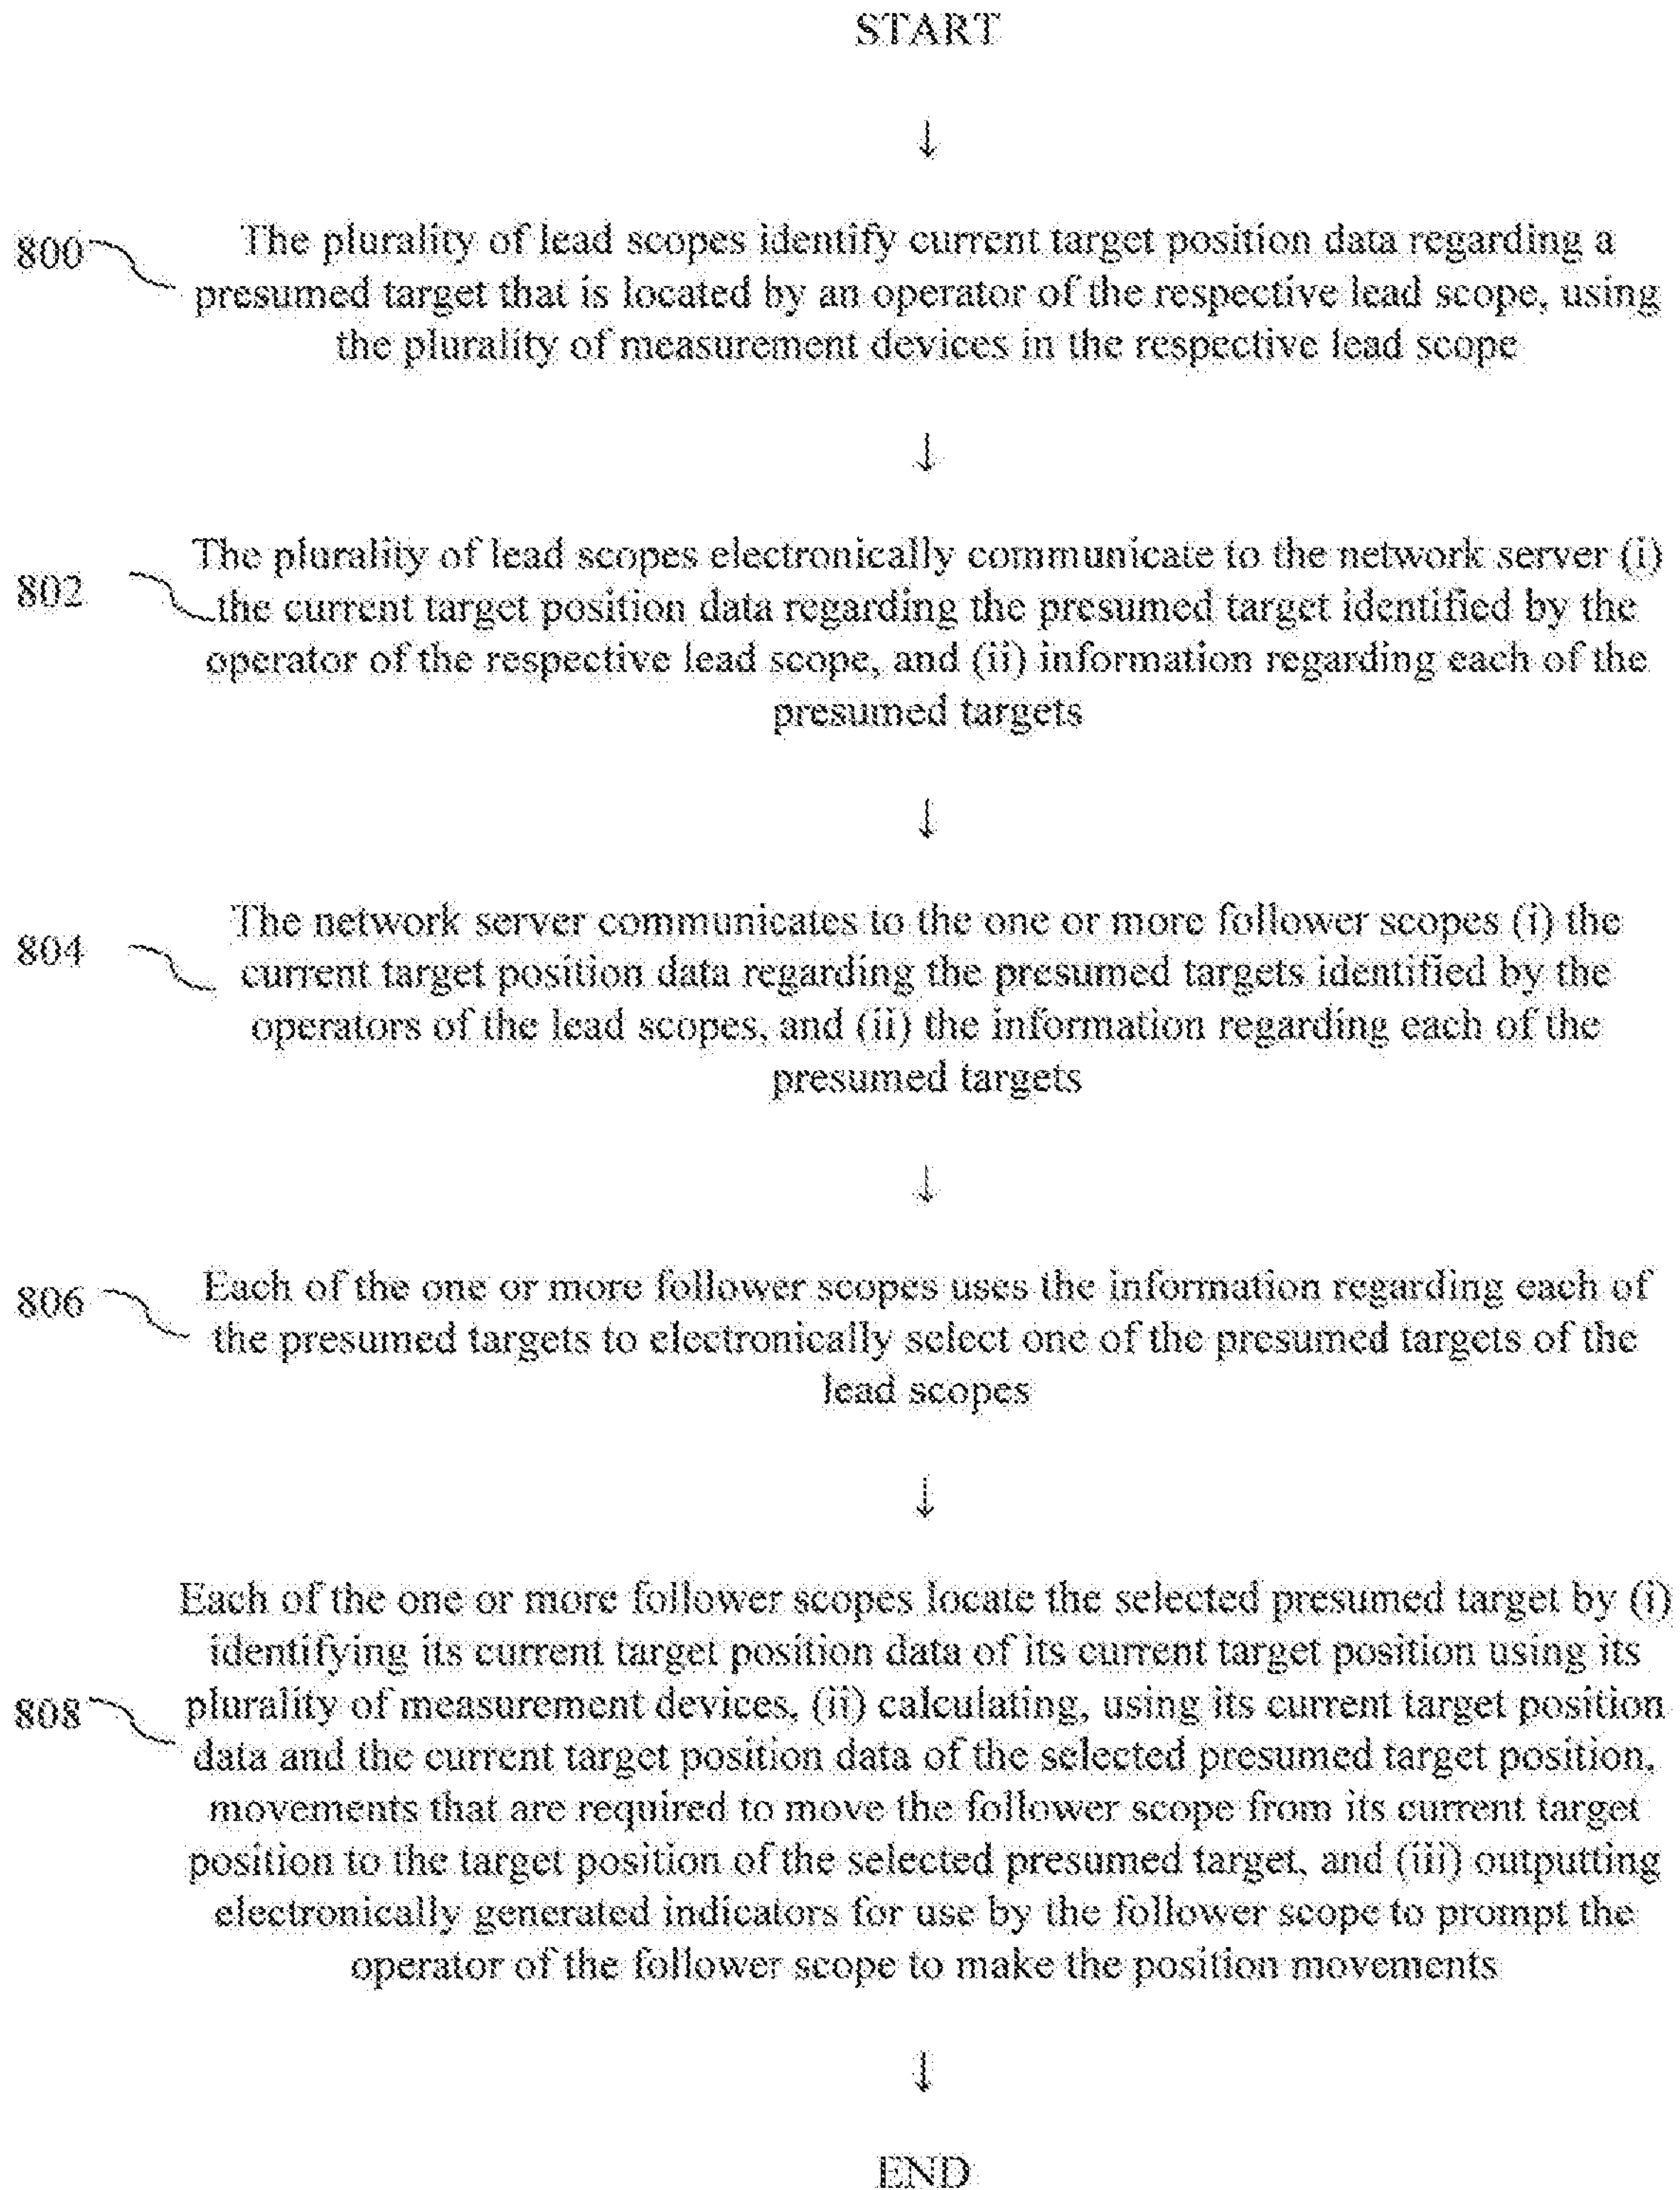 START
↓
800 The plurality of lead scopes identify current target position data regarding a
presumed target that is located by an operator of the respective lead scope, using
the plurality of measurement devices in the respective lead scope
↓
The plurality of lead scopes electronically communicate to the network server (i)
802 the current target position data regarding the presumed target identified by the
operator of the respective lead scope, and (ii) information regarding each of the
presumed targets
↓
The network server communicates to the one or more follower scopes (i) the
804 current target position data regarding the presumed targets identified by the
operators of the lead scopes, and (ii) the information regarding each of the
presumed targets
↓
806 Each of the one or more follower scopes uses the information regarding each of
the presumed targets to electronically select one of the presumed targets of the
lead scopes
↓
Each of the one or more follower scopes locate the selected presumed target by (i)
identifying its current target position data of its current target position using its
808 plurality of measurement devices, (ii) calculating, using its current target position
data and the current target position data of the selected presumed target position,
movements that are required to move the follower scope from its current target
position to the target position of the selected presumed target, and (iii) outputting
electronically generated indicators for use by the follower scope to prompt the
operator of the follower scope to make the position movements
↓
END